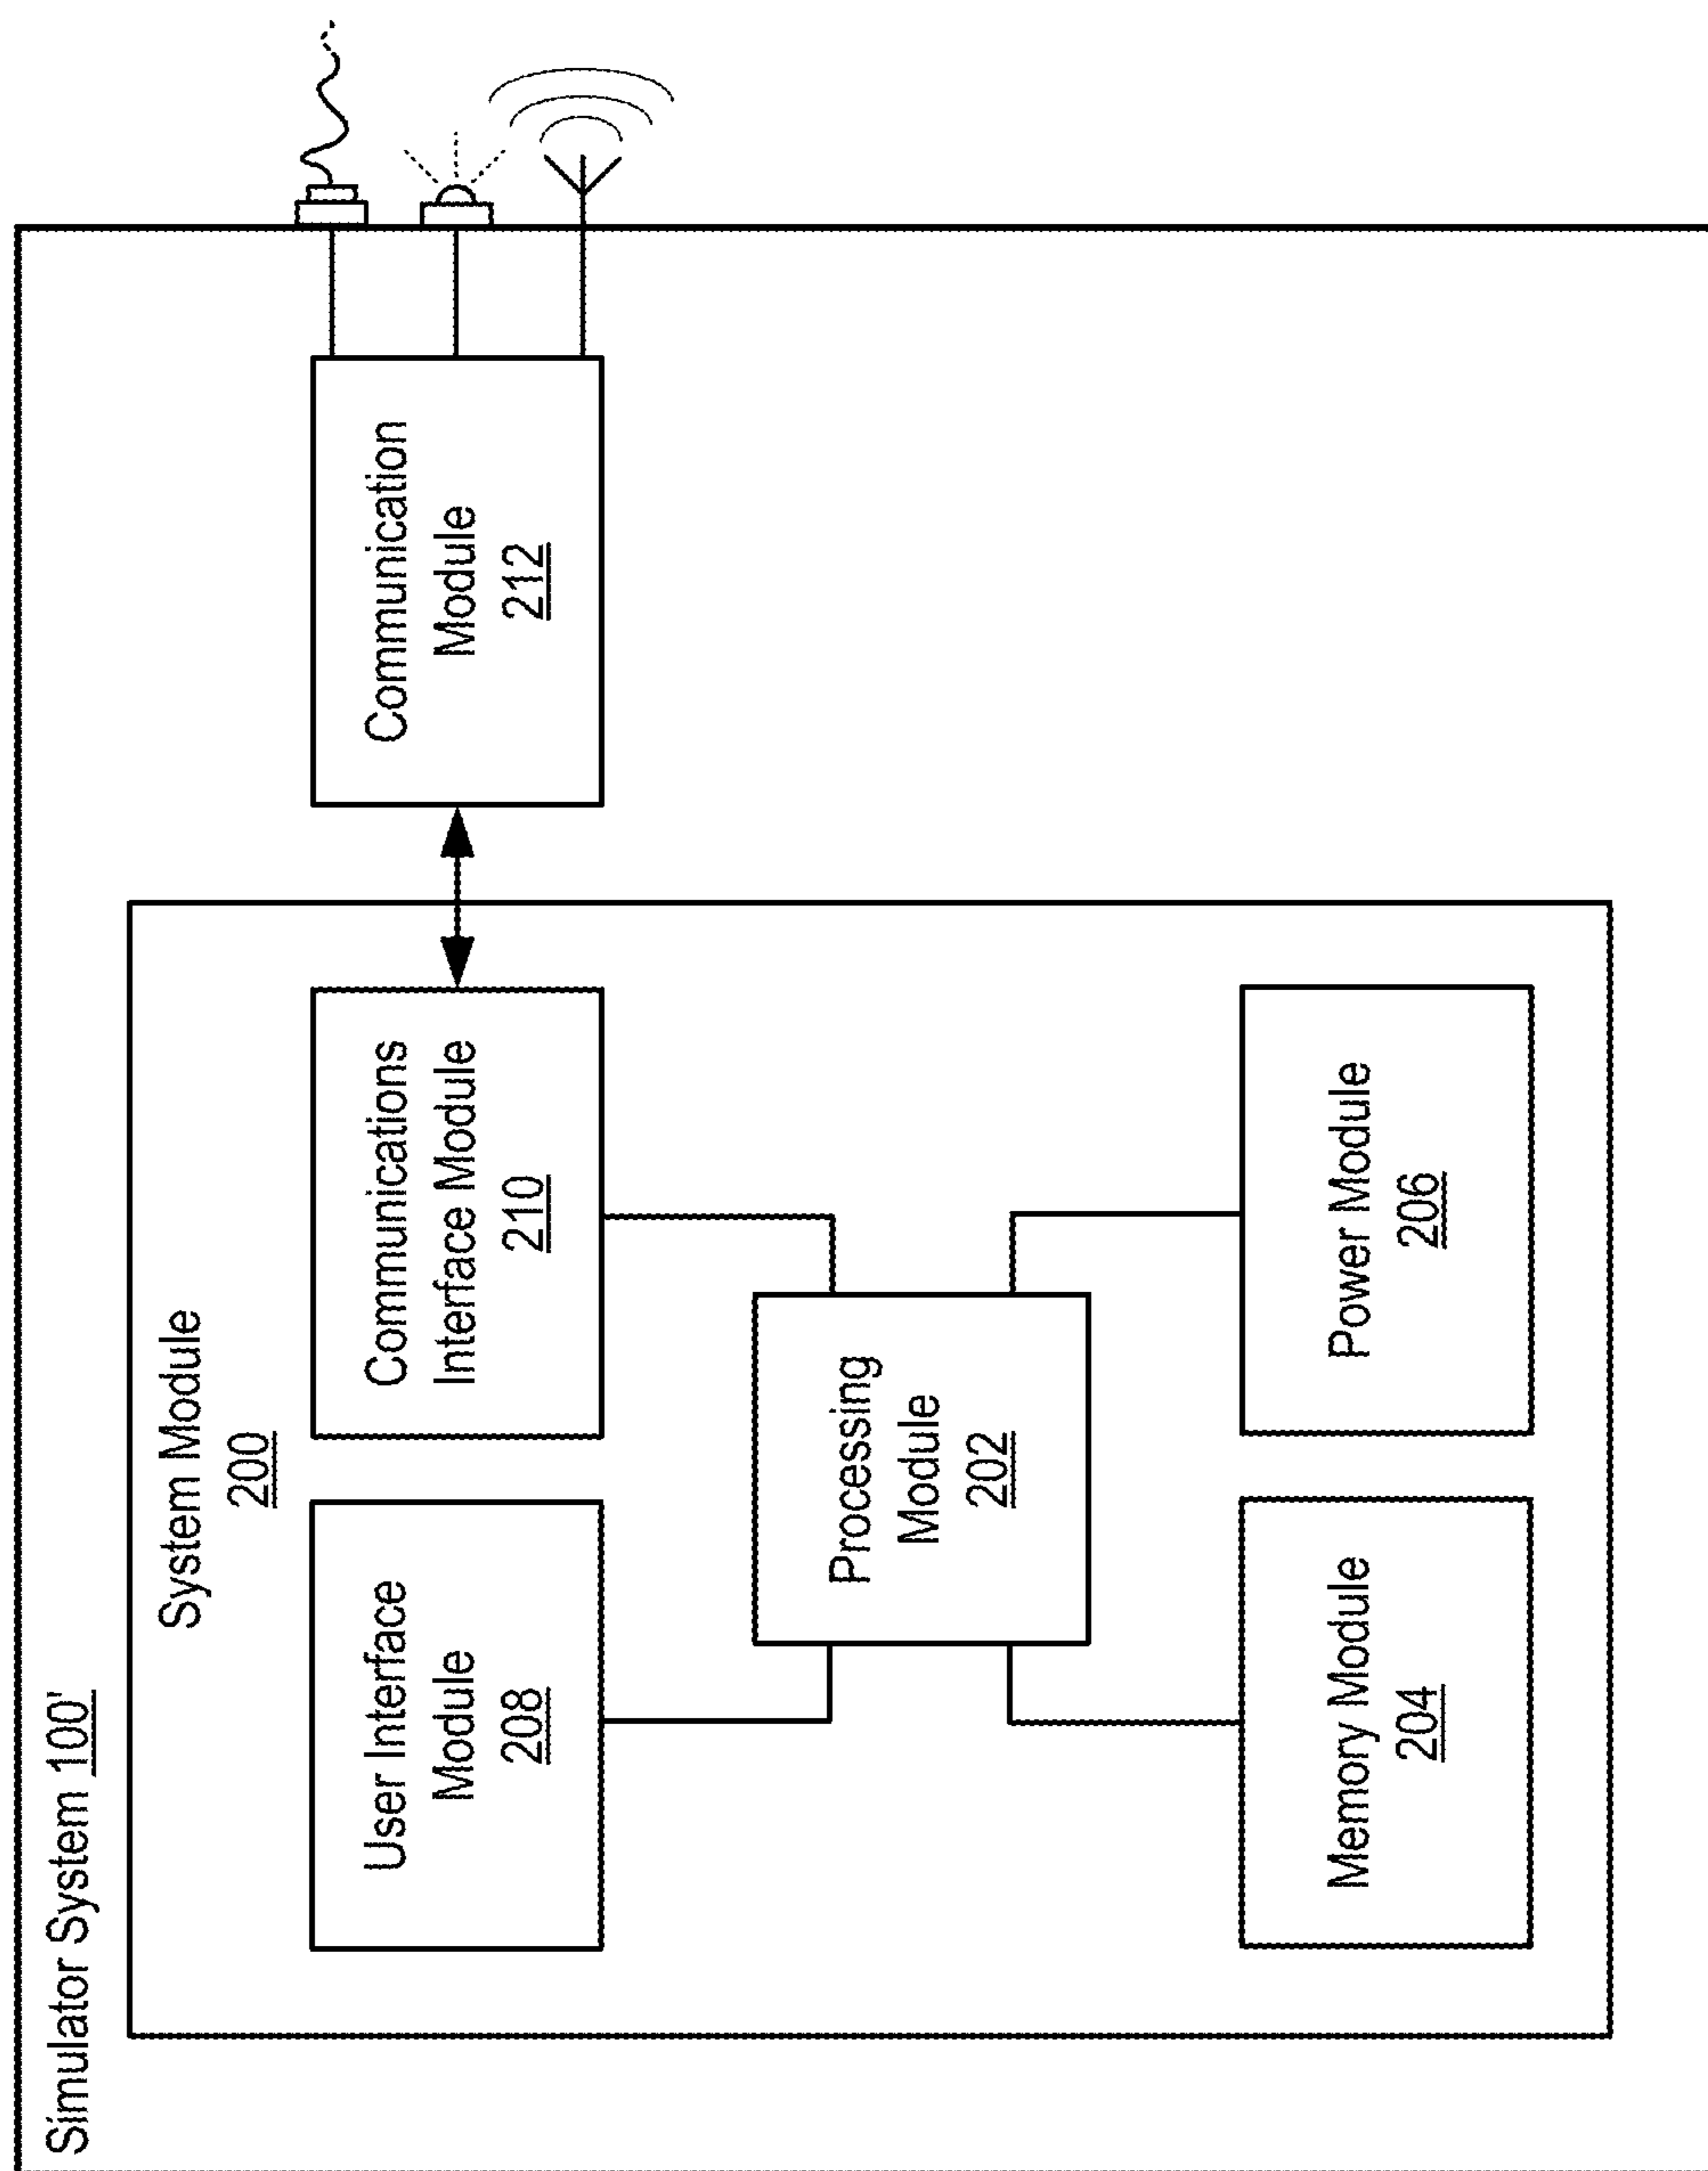 Simulator System 100'
System Module
200
User Interface
Module
208
Communications
Interface Module
210
Communication
Module
212
Processing
Module
202
Memory Module
204
Power Module
206